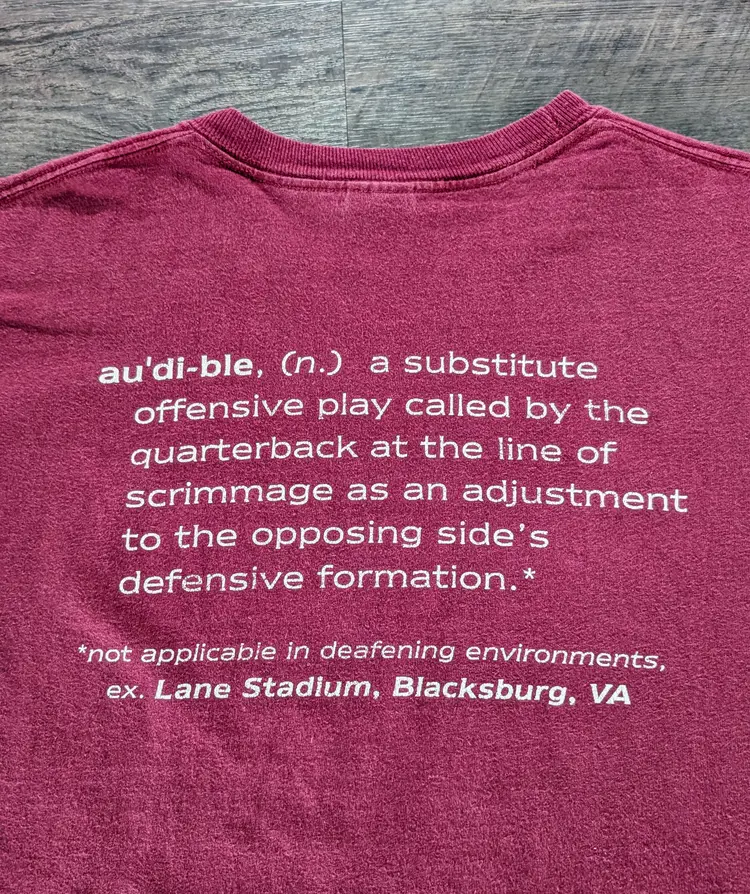 au'di-ble, (n.) a substitute
offensive play called by the
quarterback at the line of
scrimmage as an adjustment
to the opposing side’s
defensive formation.*
*not applicable in deafening environments,
ex. Lane Stadium, Blacksburg, VA